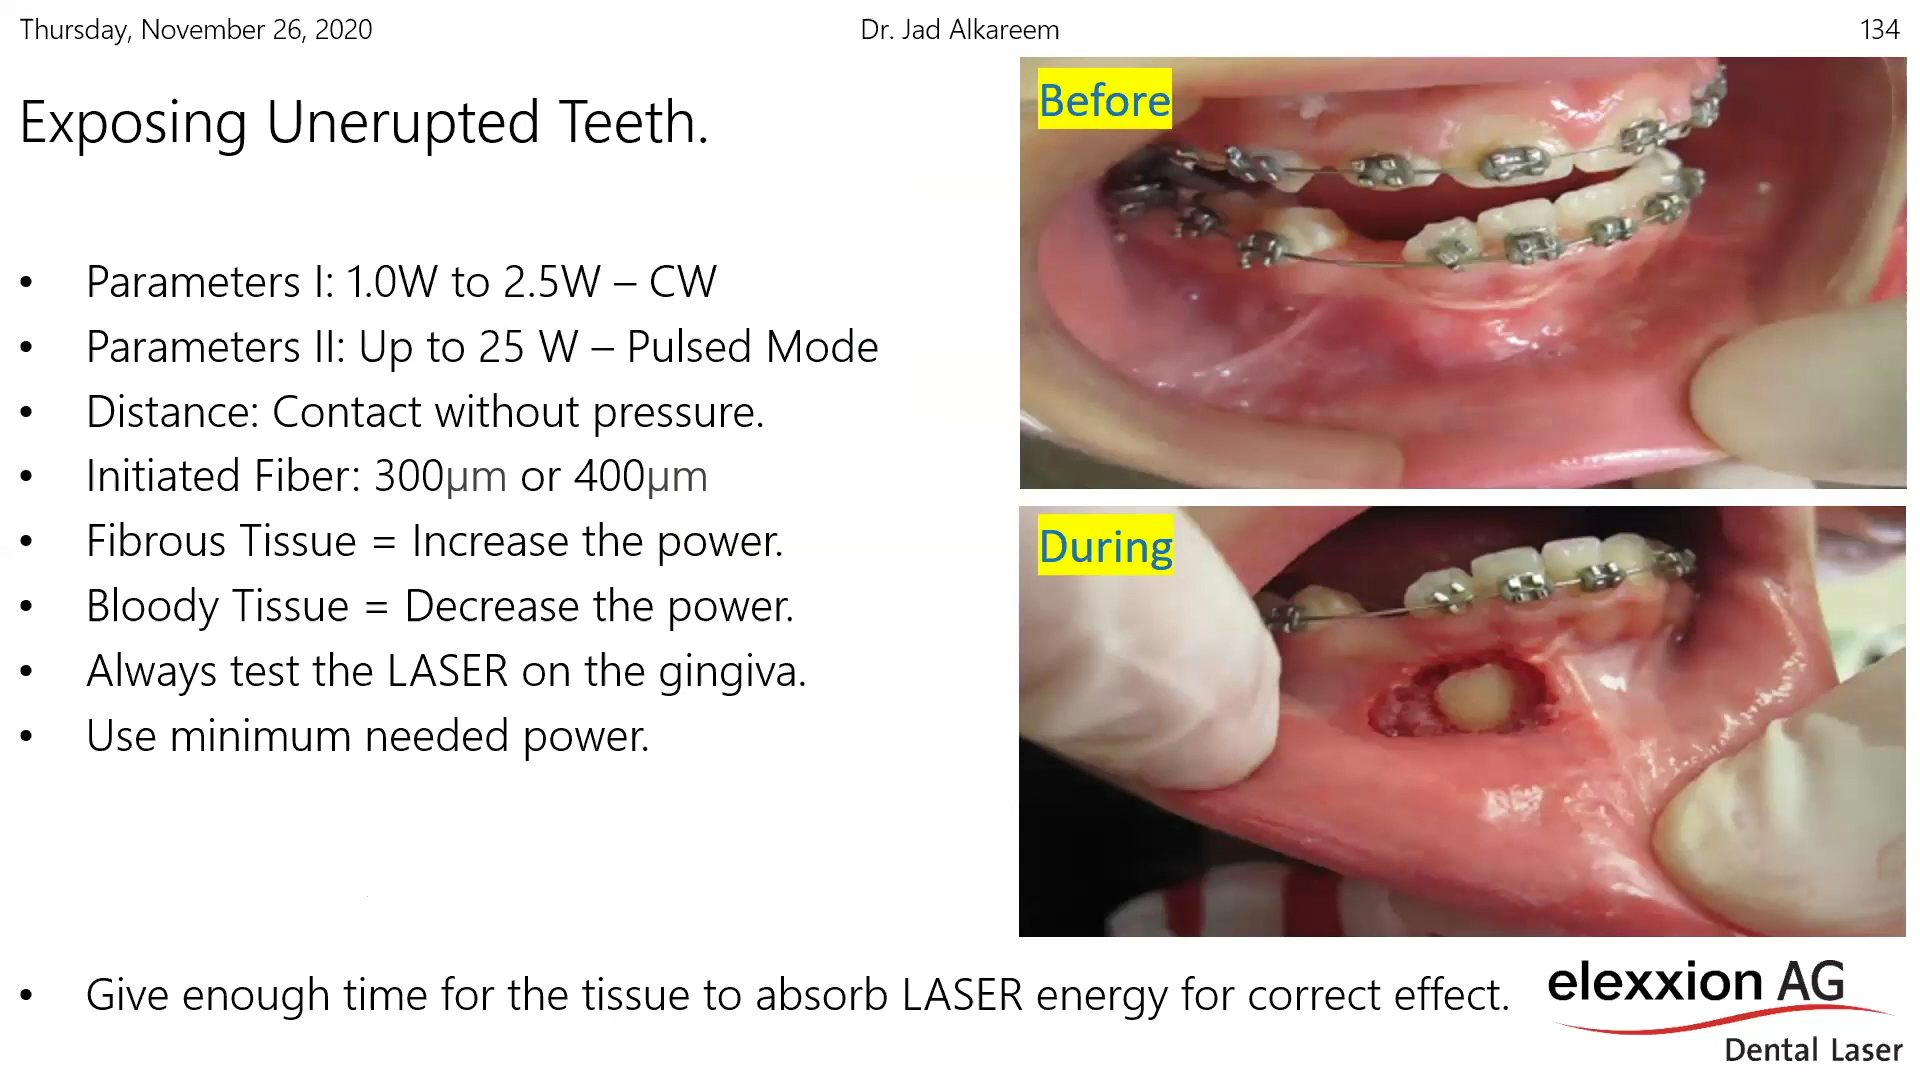 Thursday, November 26, 2020
Dr. Jad Alkareem
134
Exposing Unerupted Teeth.
• Parameters I: 1.0W to 2.5W – CW
• Parameters II: Up to 25 W – Pulsed Mode
• Distance: Contact without pressure.
• Initiated Fiber: 300µm or 400µm
• Fibrous Tissue = Increase the power.
• Bloody Tissue = Decrease the power.
• Always test the LASER on the gingiva.
• Use minimum needed power.
Before
During
• Give enough time for the tissue to absorb LASER energy for correct effect.
elexxion AG
Dental Laser